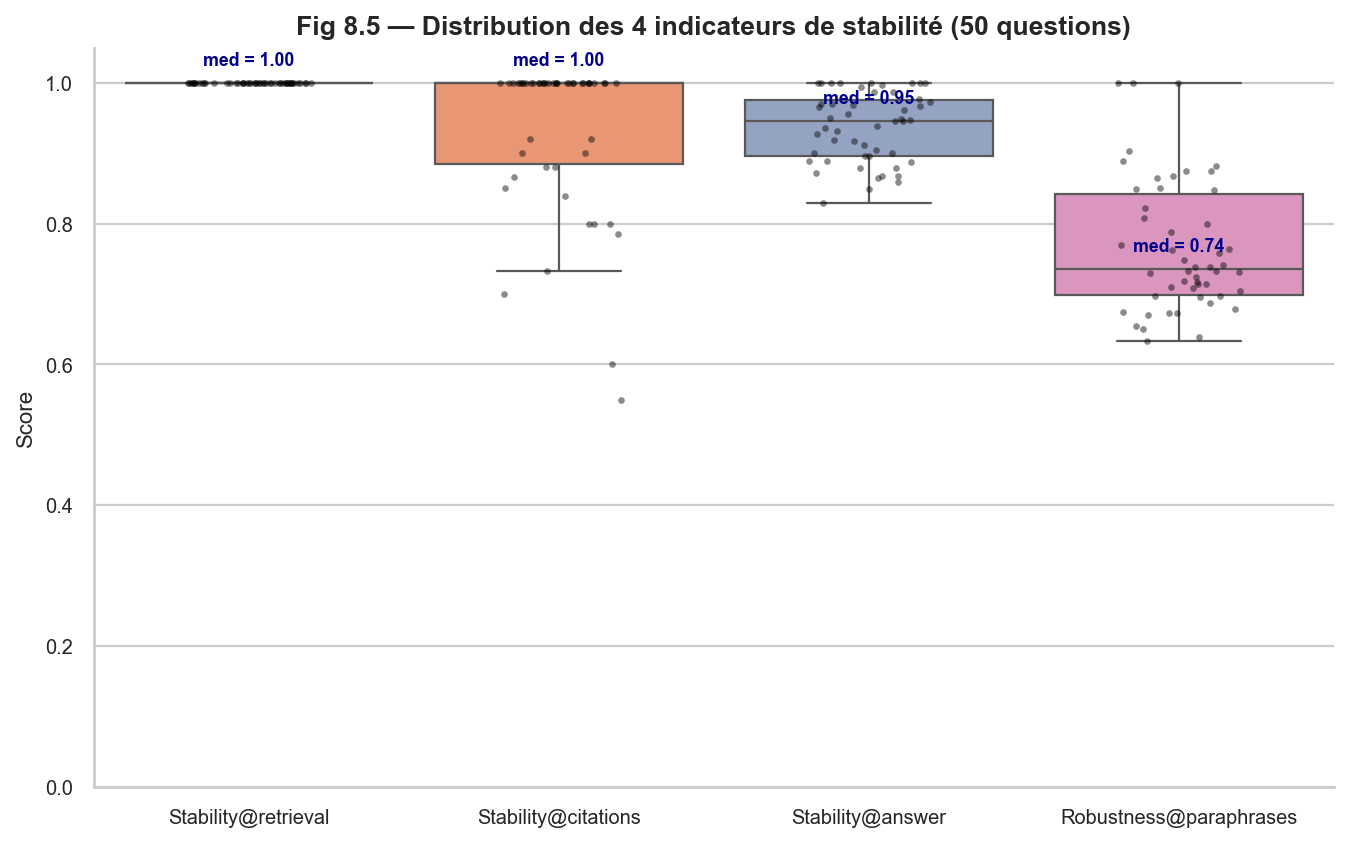 Fig 8.5 — Distribution des 4 indicateurs de stabilité (50 questions)
med = 1.00
med = 1.00
med = 0.95
med = 0.74
1.0
0.8
0.6
0.4
0.2
0.0
Score
Stability@retrieval
Stability@citations
Stability@answer
Robustness@paraphrases